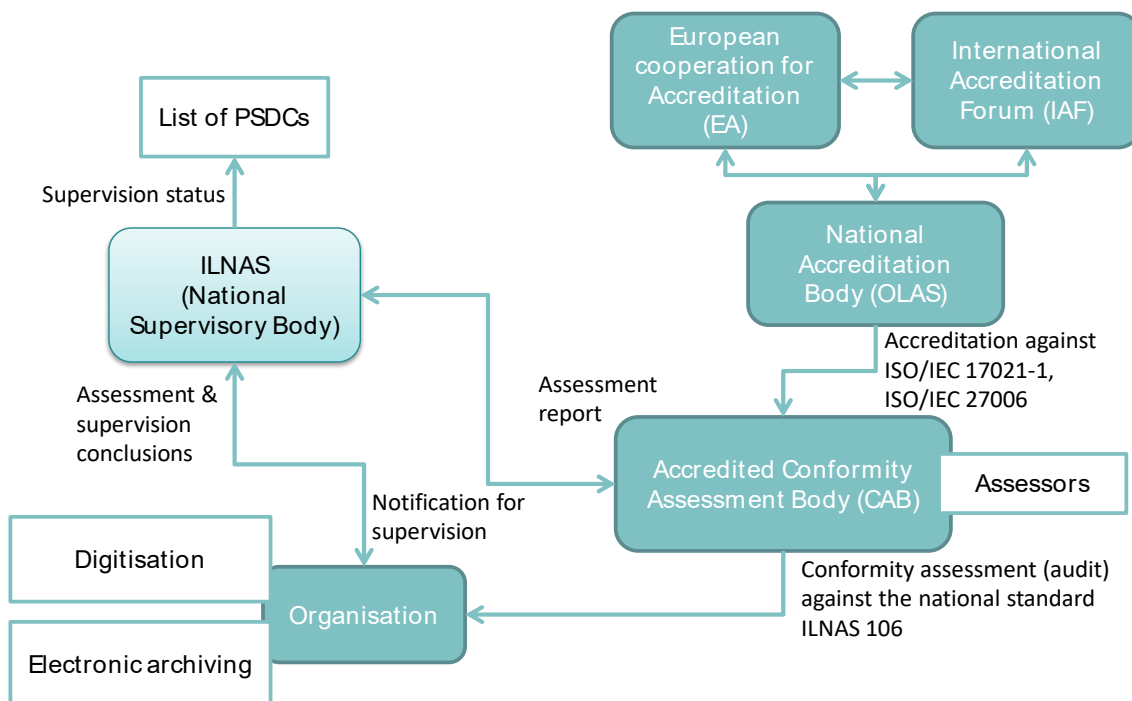 European
cooperation for
Accreditation
(EA)
International
Accreditation
Forum (IAF)
List of PSDCs
Supervision status
National
Accreditation
Body (OLAS)
ILNAS
(National
Supervisory Body)
Accreditation against
ISO/IEC 17021-1,
ISO/IEC 27006
Assessment &
supervision
conclusions
Assessment
report
Accredited Conformity
Assessment Body (CAB)
Assessors
Notification for
supervision
Digitisation
Organisation
Conformity assessment (audit)
against the national standard
ILNAS 106
Electronic archiving